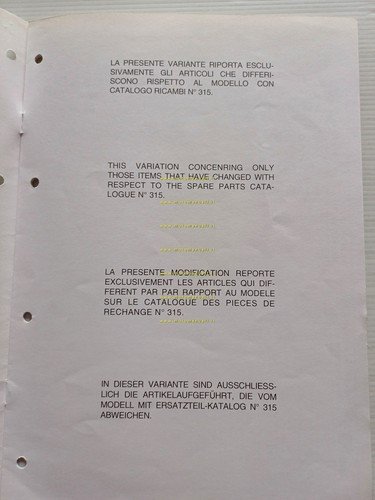 LA PRESENTE VARIANTE RIPORTA ESCLU-
SIVAMENTE GLI ARTICOLI CHE DIFFERI-
SCONO RISPETTO AL MODELLO CON
CATALOGO RICAMBI N° 315.
THIS VARIATION CONCENRING ONLY
THOSE ITEMS THAT HAVE CHANGED WITH
RESPECT TO THE SPARE PARTS CATA-
LOGUE N° 315.
LA PRESENTE MODIFICATION REPORTE
EXCLUSIVEMENT LES ARTICLES QUI DIF-
FERENT PAR PAR RAPPORT AU MODELE
SUR LE CATALOGUE DES PIECES DE
RECHANGE N° 315.
IN DIESER VARIANTE SIND AUSSCHLIESS-
LICH DIE ARTIKELAUFGEFÜHRT, DIE VOM
MODELL MIT ERSATZTEIL-KATALOG N° 315
ABWEICHEN.